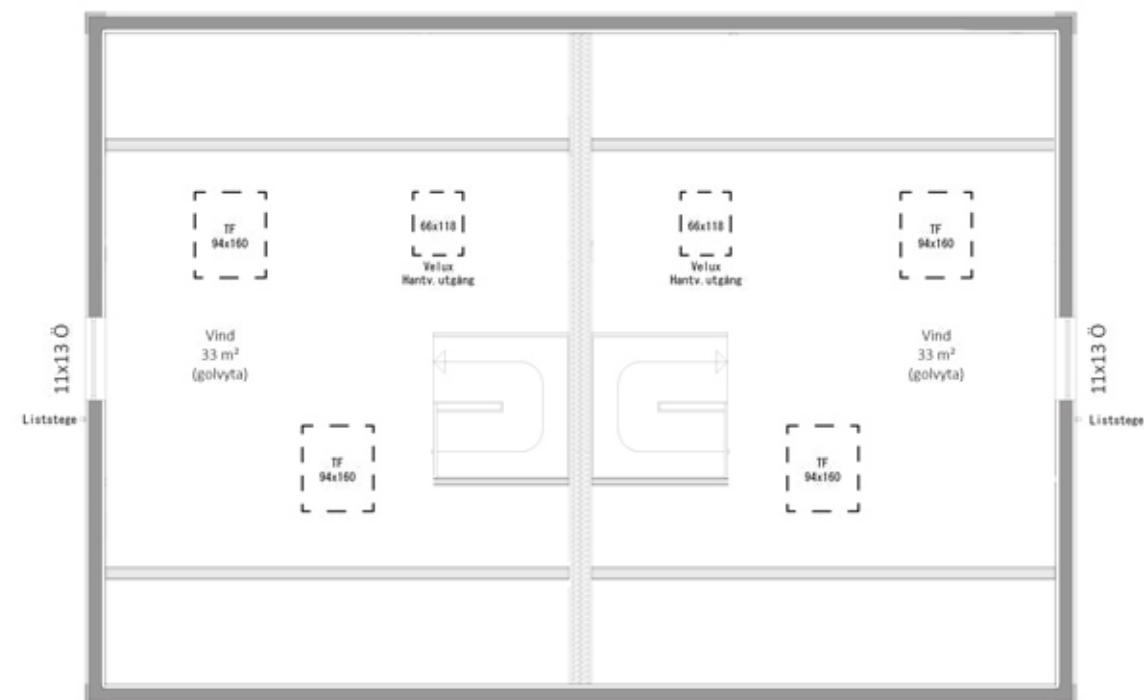 TF
94x160
66x118
Velux
Hantv. utgång
66x118
Velux
Hantv. utgång
TF
94x160
11x13 Ö
Vind
33 m²
(golvyta)
Vind
33 m²
(golvyta)
11x13 Ö
Liststege
Liststege
TF
94x160
TF
94x160